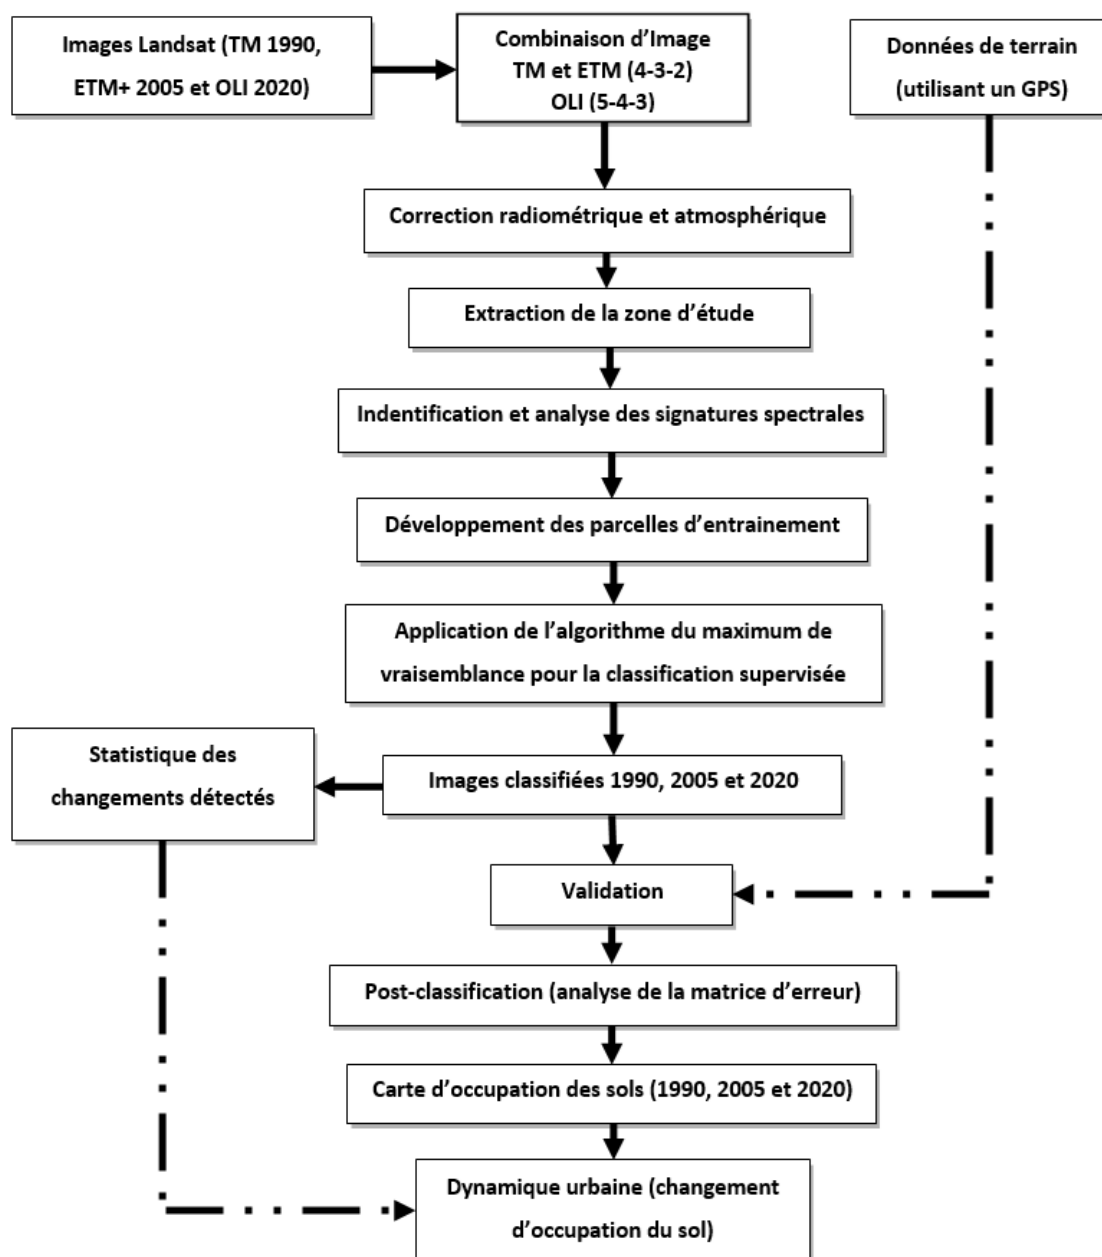 Images Landsat (TM 1990,
ETM+ 2005 et OLI 2020)
Combinaison d’Image
TM et ETM (4-3-2)
OLI (5-4-3)
Données de terrain
(utilisant un GPS)
Correction radiométrique et atmosphérique
Extraction de la zone d’étude
Indentification et analyse des signatures spectrales
Développement des parcelles d’entrainement
Application de l’algorithme du maximum de
vraisemblance pour la classification supervisée
Statistique des
changements détectés
Images classifiées 1990, 2005 et 2020
Validation
Post-classification (analyse de la matrice d’erreur)
Carte d’occupation des sols (1990, 2005 et 2020)
Dynamique urbaine (changement
d’occupation du sol)